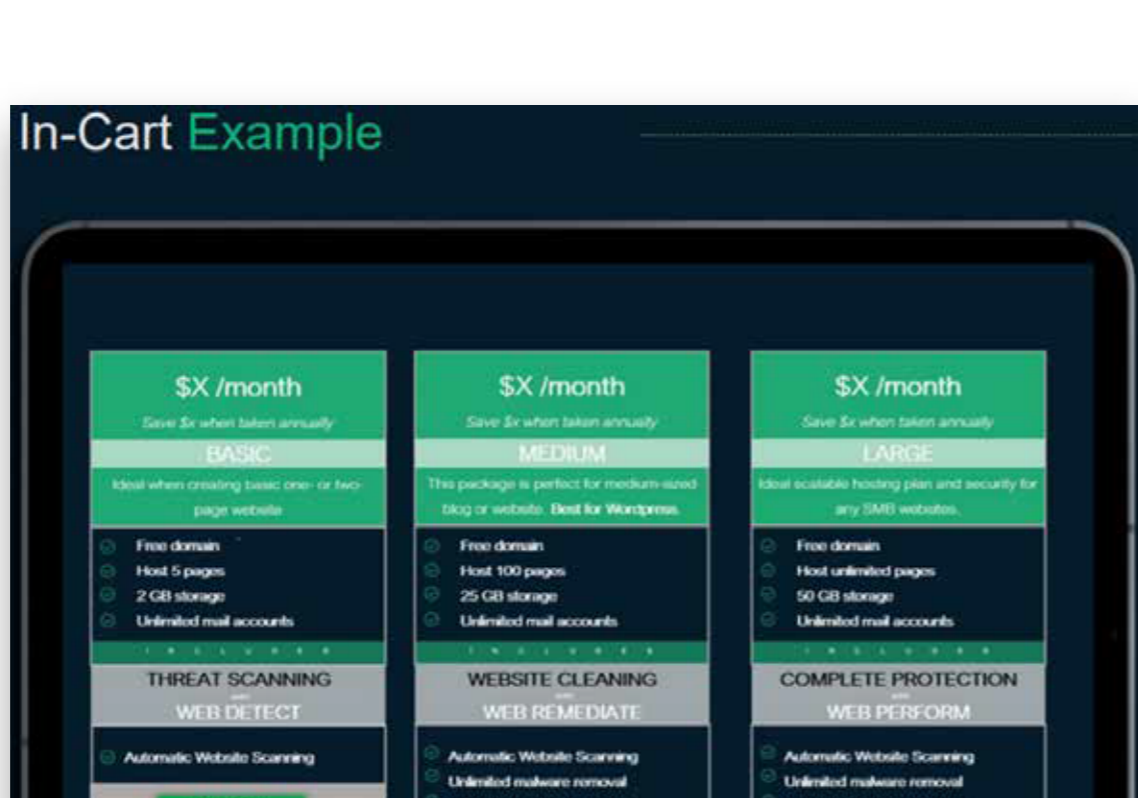 In-Cart Example
$X /month
Save $x when taken annually
BASIC
Ideal when creating basic one- or two-
page website
Free domain
Host 5 pages
2 GB storage
Unlimited mail accounts
INCLUDES
THREAT SCANNING
WEB DETECT
Automatic Website Scanning
$X /month
Save $x when taken annually
MEDIUM
This package is perfect for medium-sized
blog or website. Best for Wordpress.
Free domain
Host 100 pages
25 GB storage
Unlimited mail accounts
INCLUDES
WEBSITE CLEANING
WEB REMEDIATE
Automatic Website Scanning
Unlimited malware removal
$X /month
Save $x when taken annually
LARGE
Ideal scalable hosting plan and security for
any SMB websites.
Free domain
Host unlimited pages
50 GB storage
Unlimited mail accounts
INCLUDES
COMPLETE PROTECTION
WEB PERFORM
Automatic Website Scanning
Unlimited malware removal